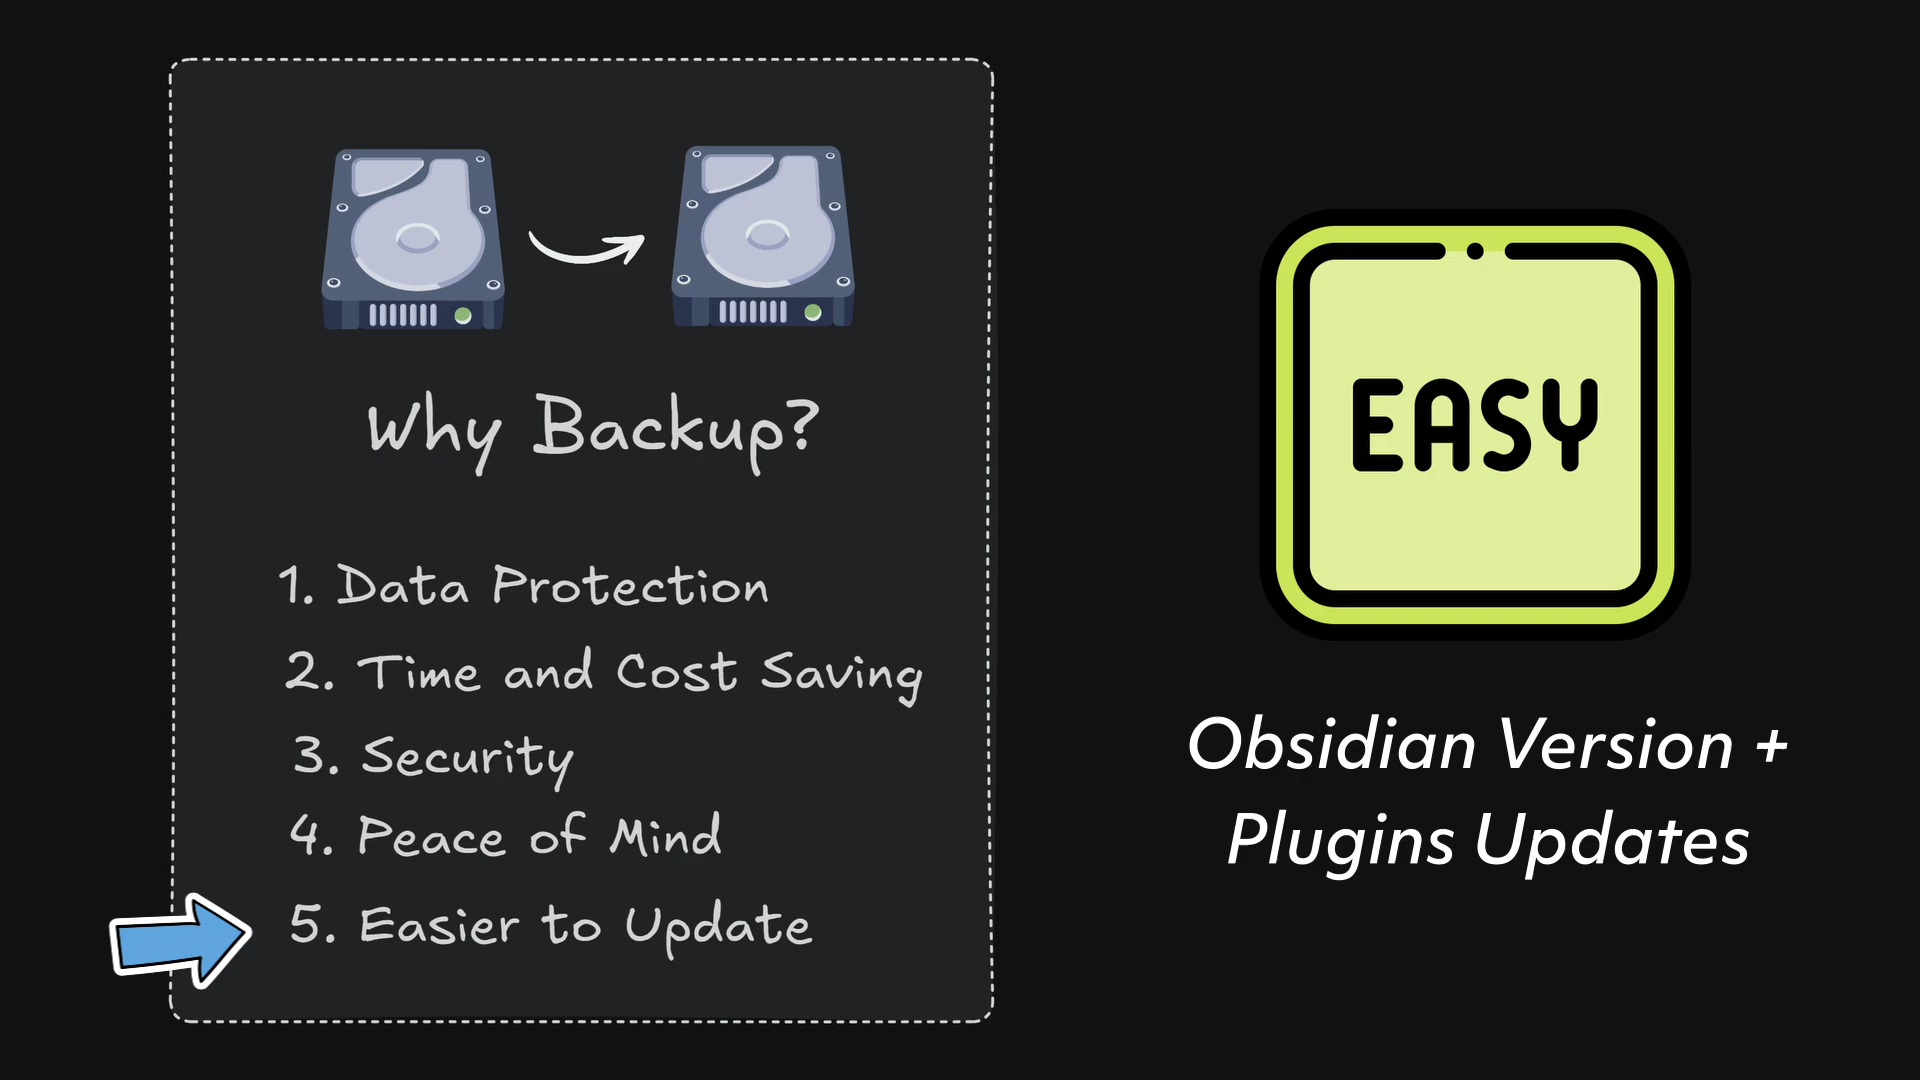 Why Backup?
1. Data Protection
2. Time and Cost Saving
3. Security
4. Peace of Mind
5. Easier to Update
EASY
Obsidian Version +
Plugins Updates